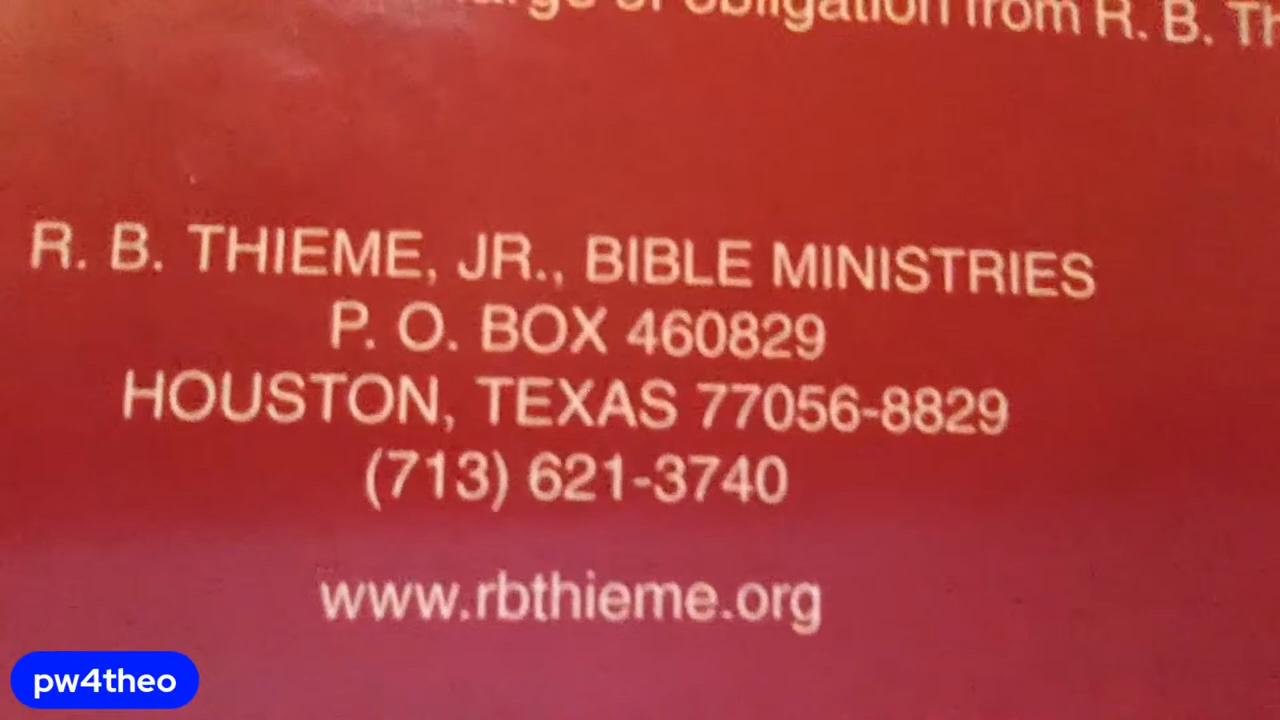 of obligation from R. B.
R. B. THIEME, JR., BIBLE MINISTRIES
P. O. BOX 460829
HOUSTON, TEXAS 77056-8829
(713) 621-3740
www.rbthieme.org
pw4theo